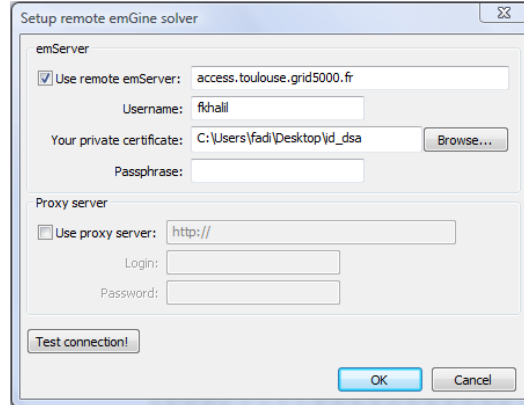 Setup remote emGine solver
emServer
Use remote emServer: access.toulouse.grid5000.fr
Username: fkhalil
Your private certificate: C:\Users\fadi\Desktop\id_dsa Browse...
Passphrase:
Proxy server
Use proxy server: http://
Login:
Password:
Test connection!
OK Cancel